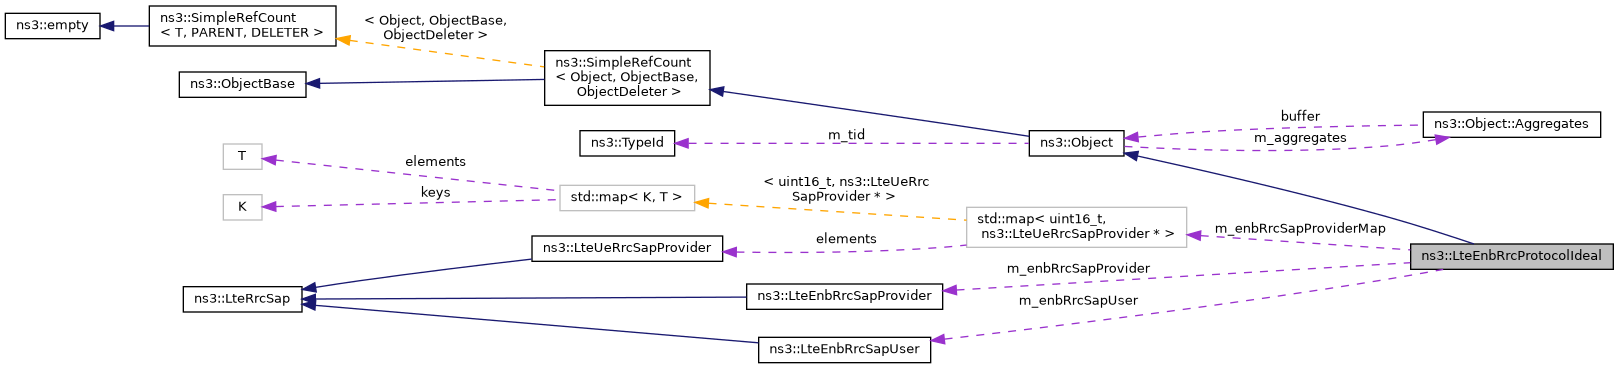 ns3::empty
ns3::SimpleRefCount
< T, PARENT, DELETER >
< Object, ObjectBase,
ObjectDeleter >
ns3::ObjectBase
ns3::SimpleRefCount
< Object, ObjectBase,
ObjectDeleter >
buffer
ns3::Object::Aggregates
m_aggregates
ns3::TypeId
m_tid
ns3::Object
T
elements
K
keys
std::map< K, T >
< uint16_t, ns3::LteUeRrc
SapProvider * >
std::map< uint16_t,
ns3::LteUeRrcSapProvider * >
m_enbRrcSapProviderMap
ns3::LteUeRrcSapProvider
elements
ns3::LteEnbRrcProtocolIdeal
m_enbRrcSapProvider
ns3::LteRrcSap
ns3::LteEnbRrcSapProvider
m_enbRrcSapUser
ns3::LteEnbRrcSapUser